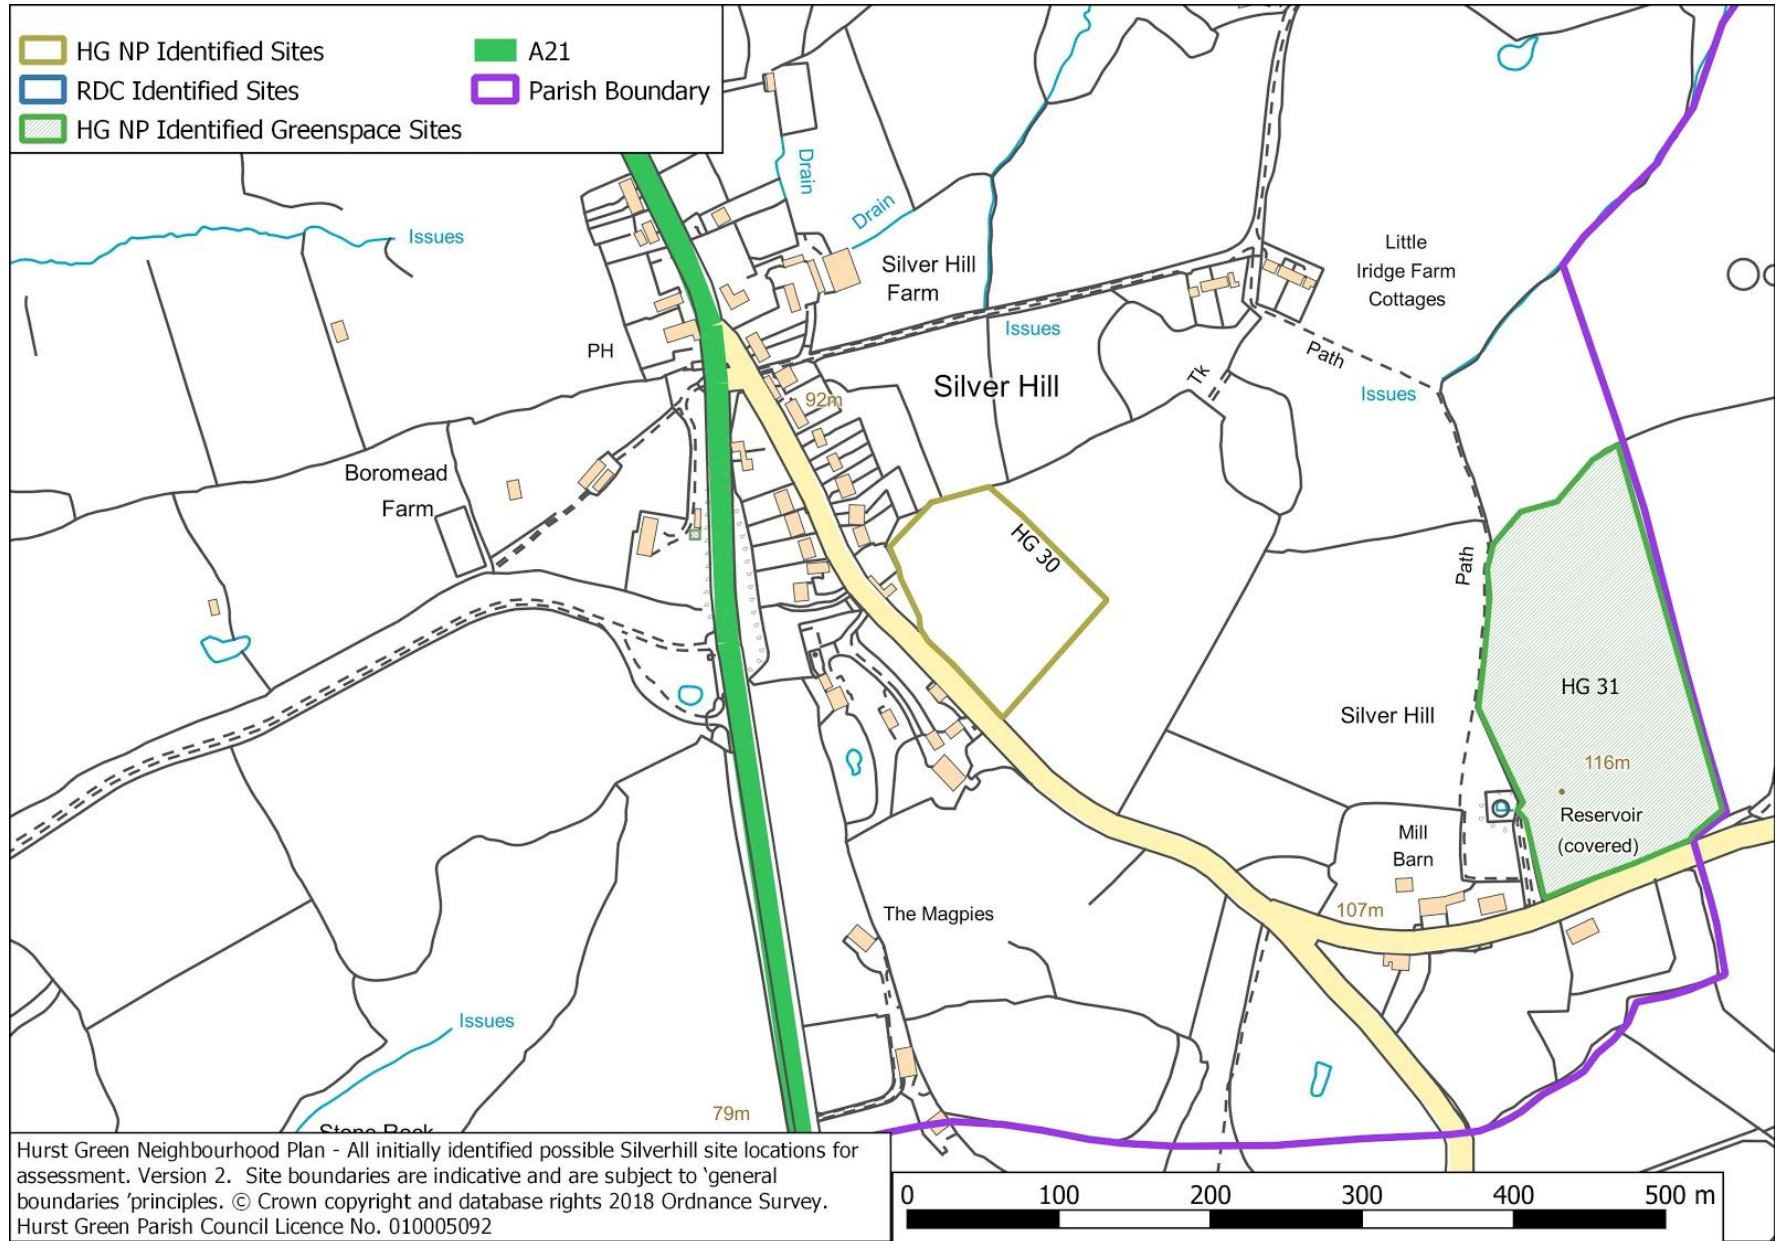 HG NP Identified Sites
RDC Identified Sites
HG NP Identified Greenspace Sites
A21
Parish Boundary
Drain
Drain
Issues
Silver Hill
Farm
Little
Iridge Farm
Cottages
Issues
PH
Silver Hill
Path
Tk
Issues
92m
Boromead
Farm
HG 30
Path
HG 31
Silver Hill
116m
Reservoir
(covered)
Mill
Barn
107m
The Magpies
Issues
79m
Stone Rock
Hurst Green Neighbourhood Plan - All initially identified possible Silverhill site locations for
assessment. Version 2. Site boundaries are indicative and are subject to ‘general
boundaries ’principles. © Crown copyright and database rights 2018 Ordnance Survey.
Hurst Green Parish Council Licence No. 010005092
0 100 200 300 400 500 m